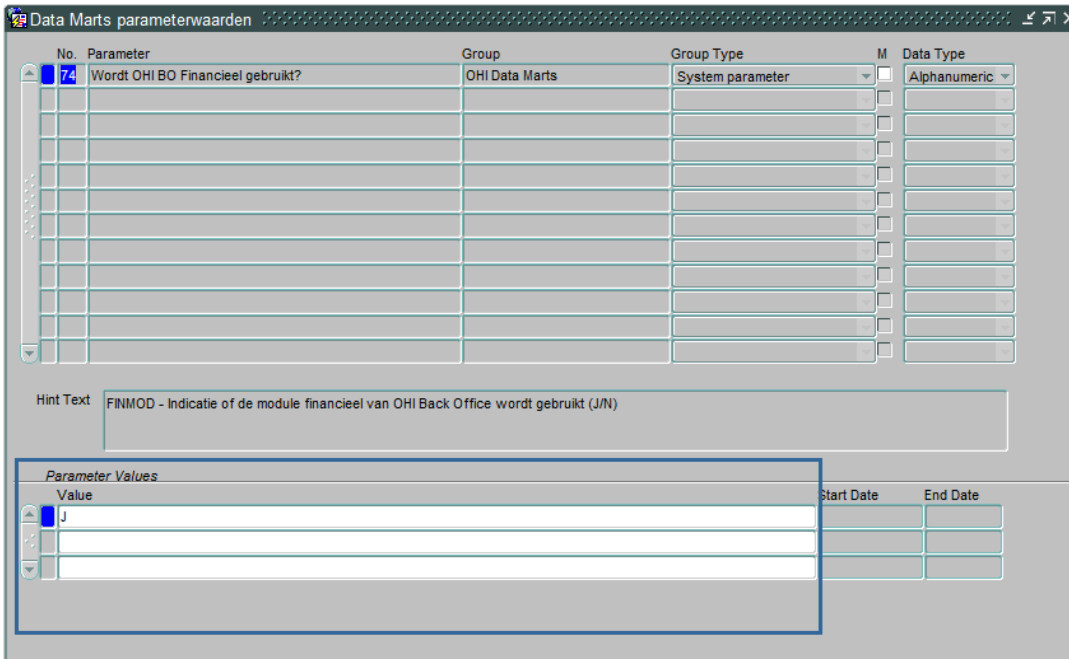 Data Marts parameterwaarden
No. Parameter Group Group Type M Data Type
74 Wordt OHI BO Financieel gebruikt? OHI Data Marts System parameter Alphanumeric
Hint Text FINMOD - Indicatie of de module financieel van OHI Back Office wordt gebruikt (J/N)
Parameter Values
Value Start Date End Date
J